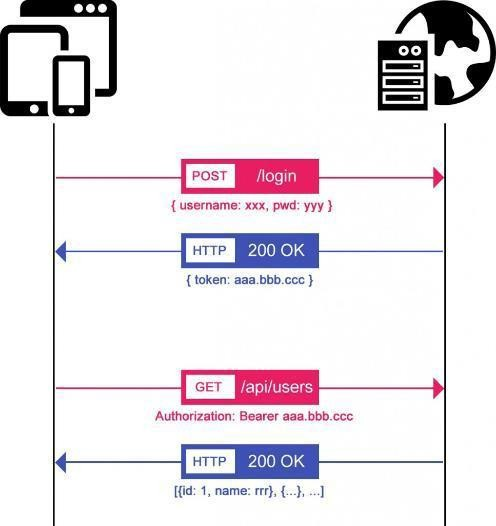 POST /login
{ username: xxx, pwd: yyy }
HTTP 200 OK
{ token: aaa.bbb.ccc }
GET /api/users
Authorization: Bearer aaa.bbb.ccc
HTTP 200 OK
[{id: 1, name: rrr}, {...}, ...]